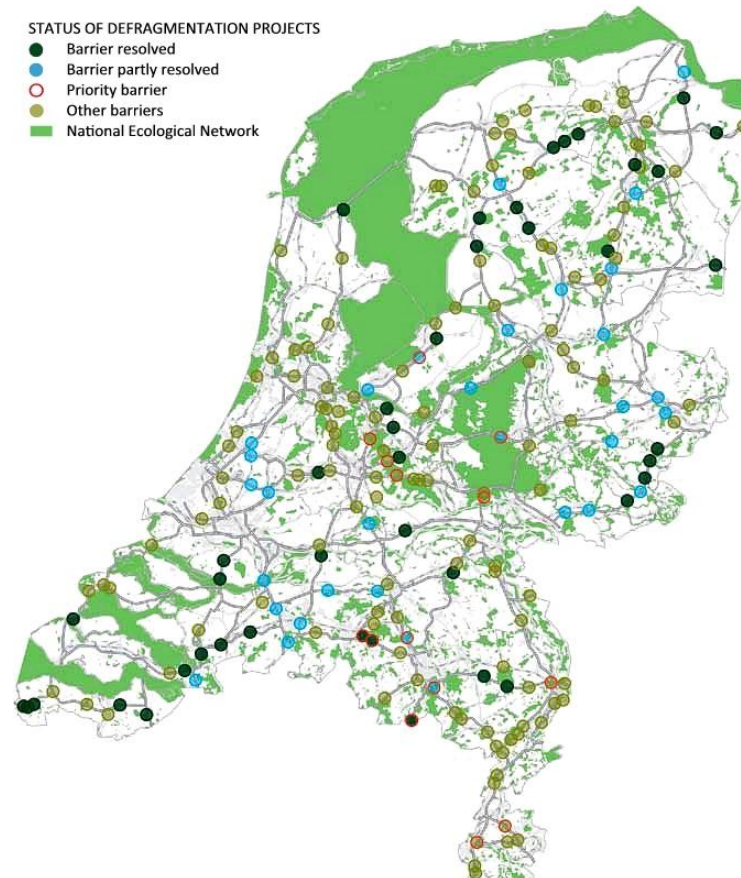 STATUS OF DEFRAGMENTATION PROJECTS
Barrier resolved
Barrier partly resolved
Priority barrier
Other barriers
National Ecological Network